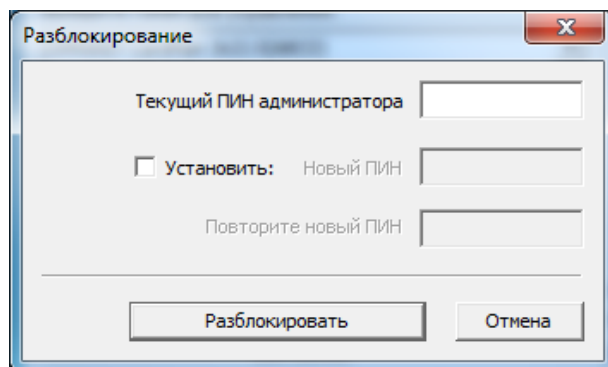 Разблокирование
Текущий ПИН администратора
Установить: Новый ПИН
Повторите новый ПИН
Разблокировать Отмена